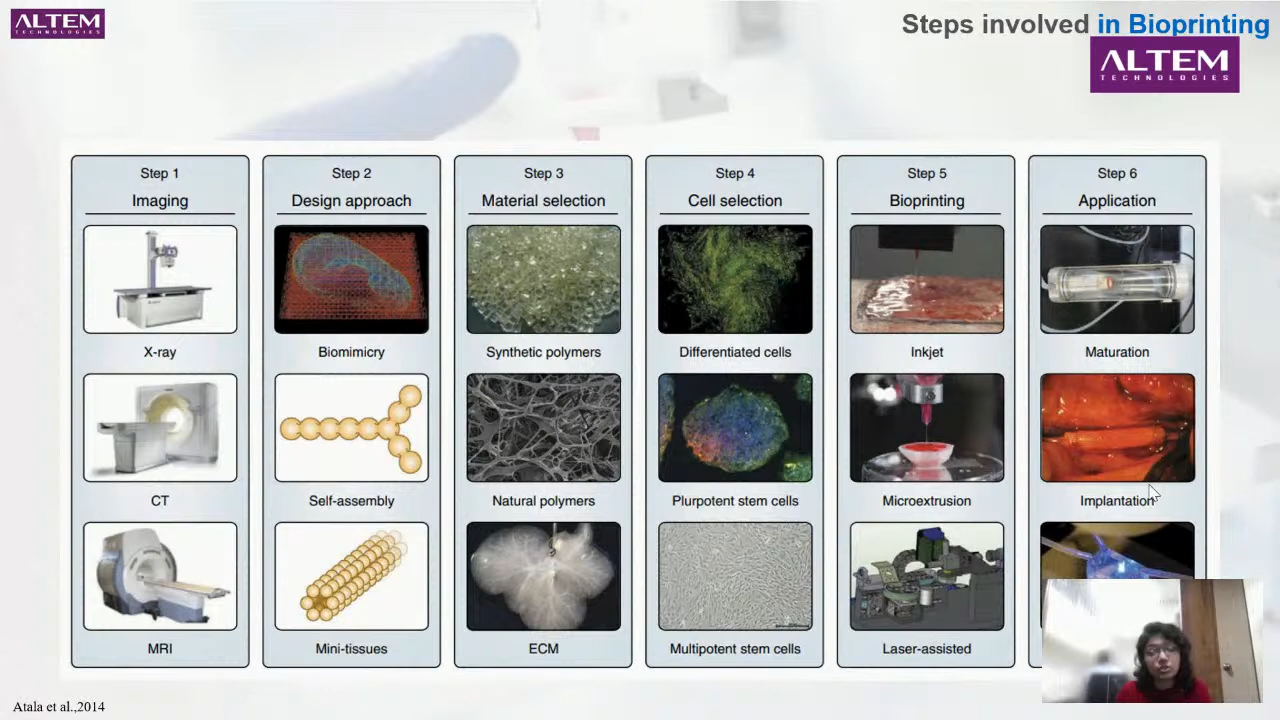 ALTEM
TECHNOLOGIES
Steps involved in Bioprinting
ALTEM
TECHNOLOGIES
Step 1
Imaging
X-ray
CT
MRI
Step 2
Design approach
Biomimicry
Self-assembly
Mini-tissues
Step 3
Material selection
Synthetic polymers
Natural polymers
ECM
Step 4
Cell selection
Differentiated cells
Plurpotent stem cells
Multipotent stem cells
Step 5
Bioprinting
Inkjet
Microextrusion
Laser-assisted
Step 6
Application
Maturation
Implantation
Atala et al.,2014